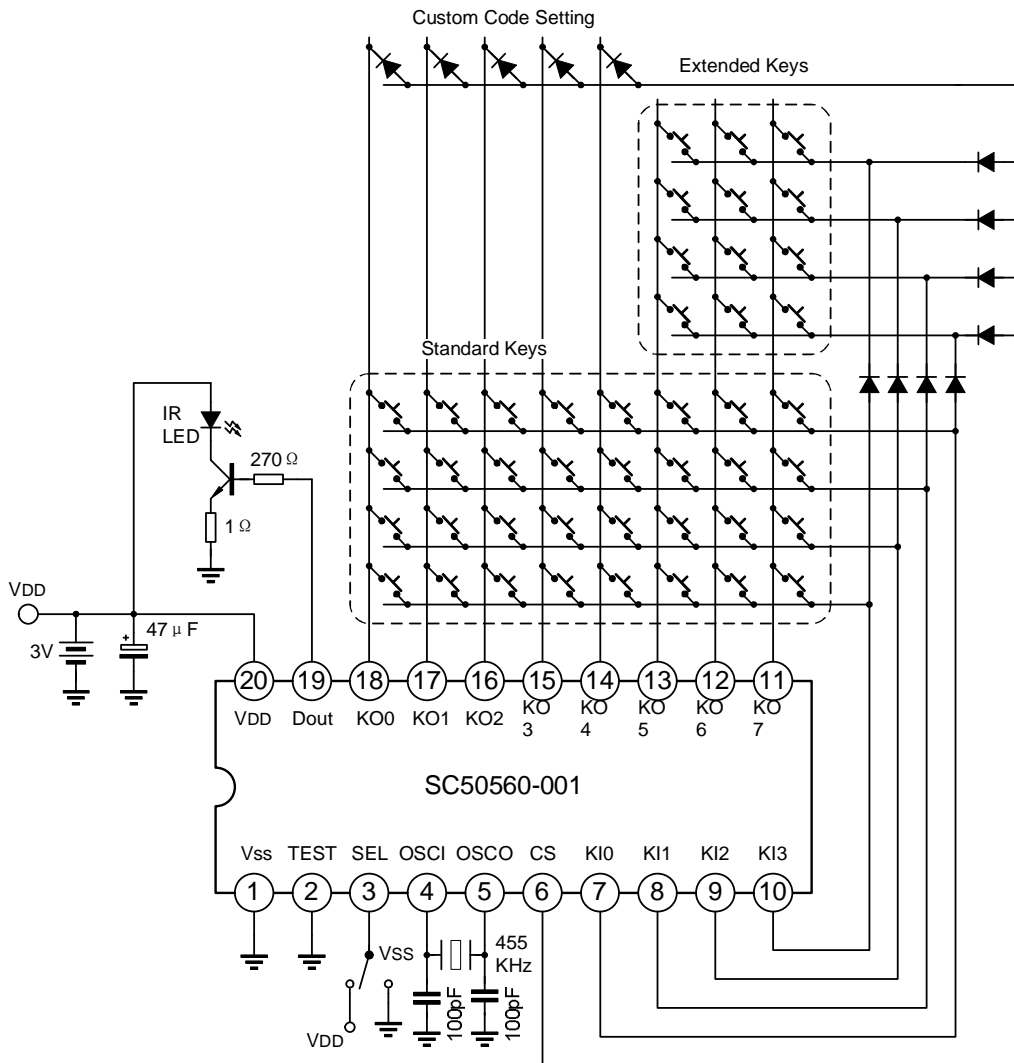 Custom Code Setting
Extended Keys
Standard Keys
IR
LED
270 Ω
1 Ω
VDD
3V
47 μ F
+
20 19 18 17 16 15 14 13 12 11
VDD Dout KO0 KO1 KO2 KO 3 KO 4 KO 5 KO 6 KO 7
SC50560-001
Vss TEST SEL OSCI OSCO CS KI0 KI1 KI2 KI3
1 2 3 4 5 6 7 8 9 10
VSS
455
KHz
100pF
100pF
VDD